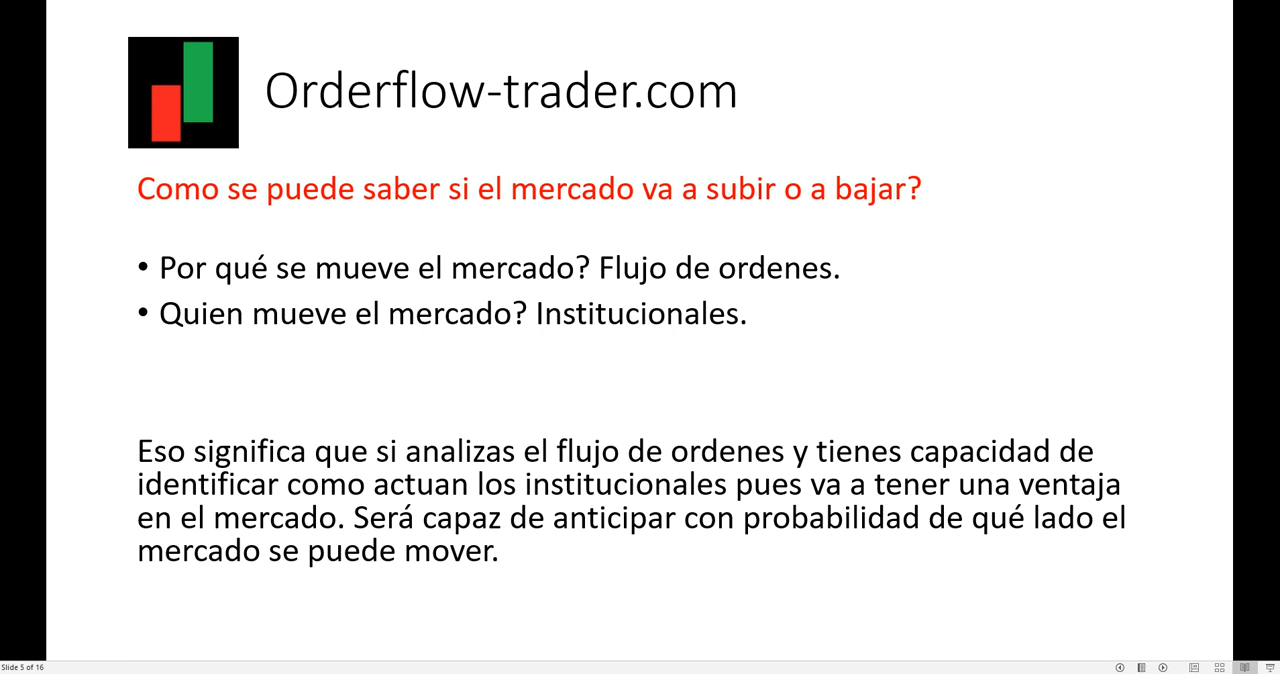 Orderflow-trader.com
Como se puede saber si el mercado va a subir o a bajar?
• Por qué se mueve el mercado? Flujo de ordenes.
• Quien mueve el mercado? Institucionales.
Eso significa que si analizas el flujo de ordenes y tienes capacidad de
identificar como actuan los institucionales pues va a tener una ventaja
en el mercado. Será capaz de anticipar con probabilidad de qué lado el
mercado se puede mover.
Slide 5 of 16